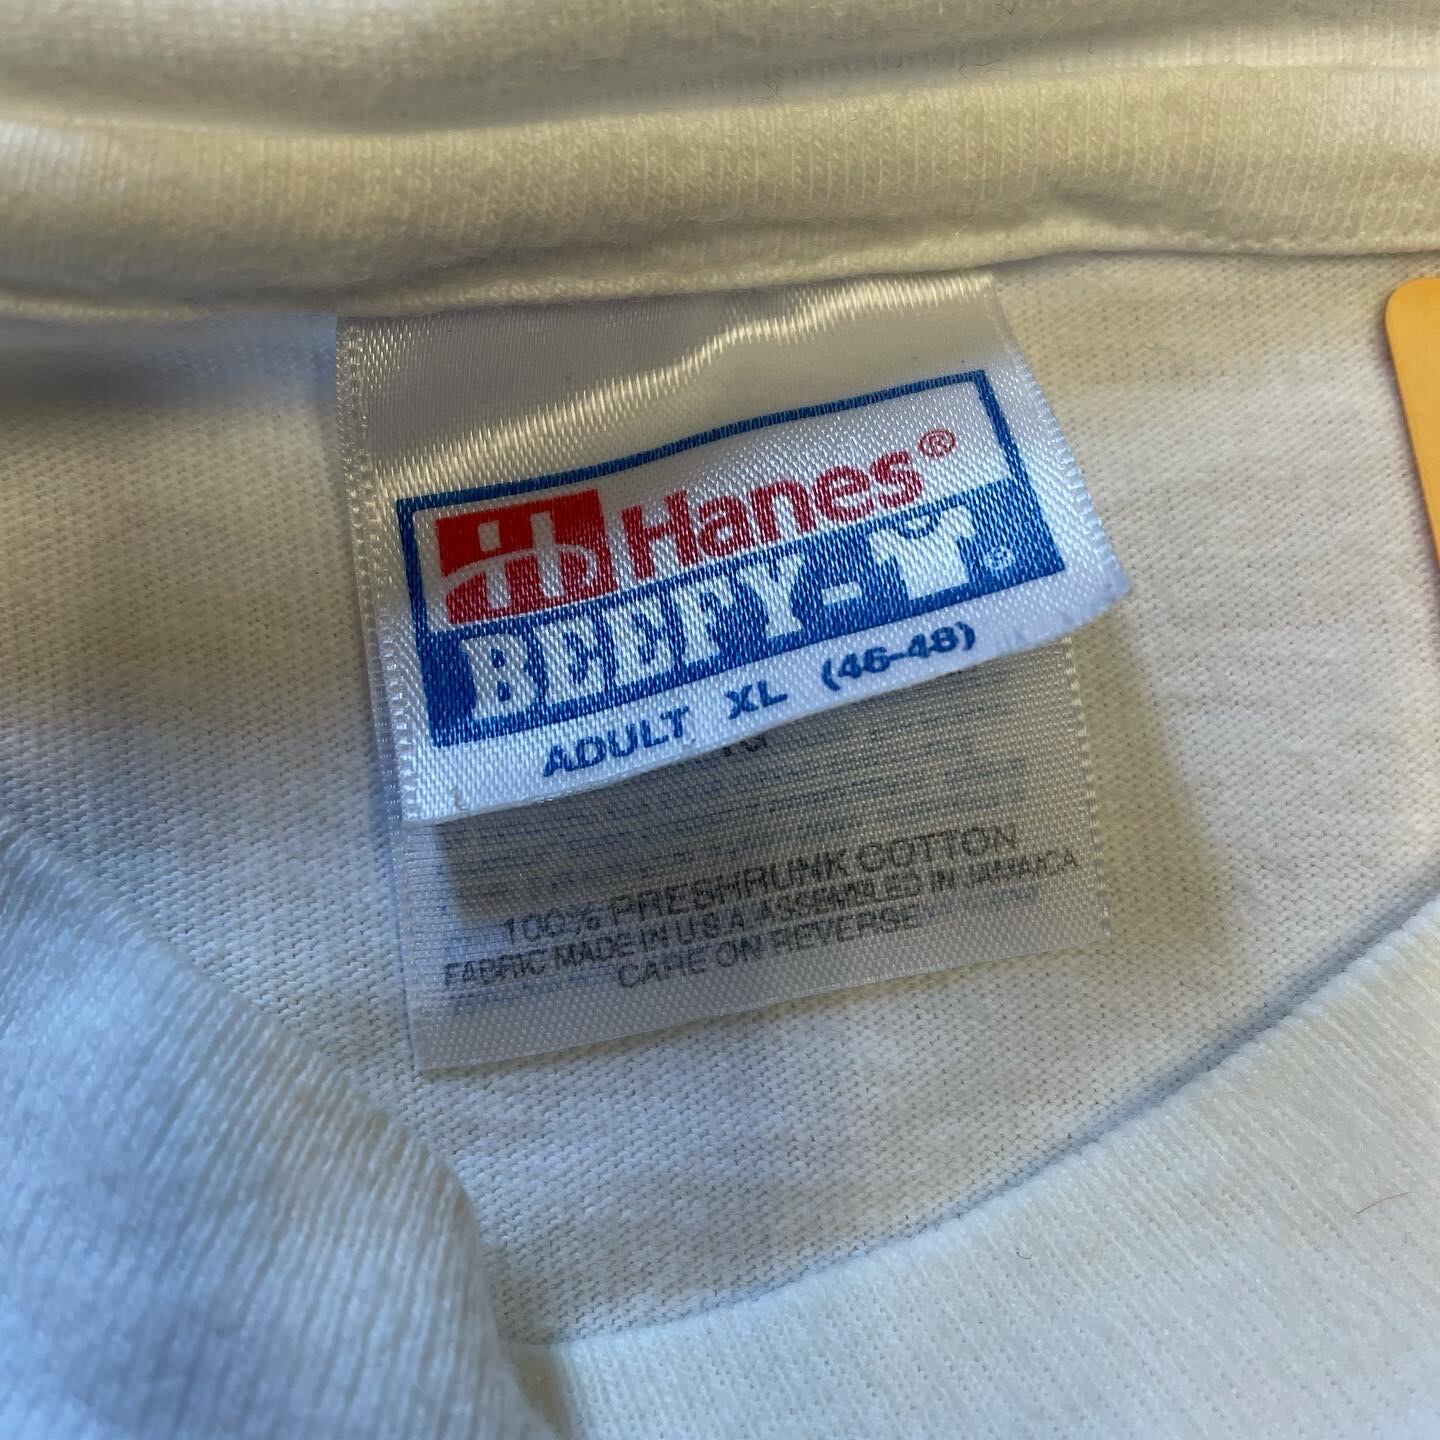 Hanes®
BEEFY-T®
ADULT XL (46-48)
100% PRESHRUNK COTTON
FABRIC MADE IN U S A ASSEMBLED IN JAMAICA
CARE ON REVERSE